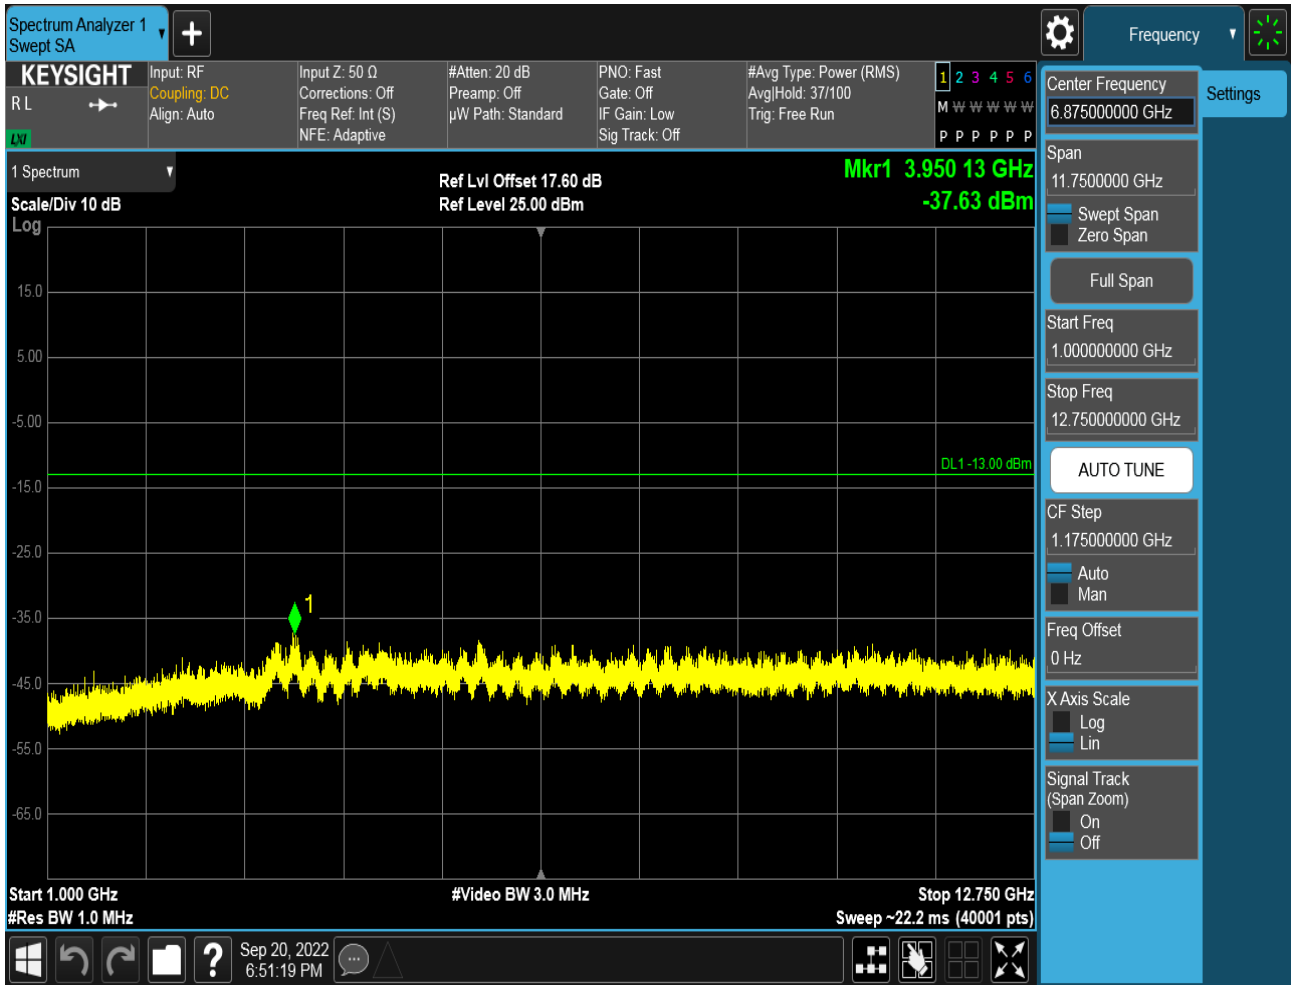 Spectrum Analyzer 1
Swept SA
+
Frequency
KEYSIGHT
R L
LXI
Input: RF
Coupling: DC
Align: Auto
Input Z: 50 Ω
Corrections: Off
Freq Ref: Int (S)
NFE: Adaptive
#Atten: 20 dB
Preamp: Off
µW Path: Standard
PNO: Fast
Gate: Off
IF Gain: Low
Sig Track: Off
#Avg Type: Power (RMS)
Avg|Hold: 37/100
Trig: Free Run
1 2 3 4 5 6
M W W W W W
P P P P P P
1 Spectrum
Scale/Div 10 dB
Log
Ref Lvl Offset 17.60 dB
Ref Level 25.00 dBm
Mkr1 3.950 13 GHz
-37.63 dBm
15.0
5.00
-5.00
DL1 -13.00 dBm
-15.0
-25.0
1
-35.0
-45.0
-55.0
-65.0
Start 1.000 GHz
#Res BW 1.0 MHz
#Video BW 3.0 MHz
Stop 12.750 GHz
Sweep ~22.2 ms (40001 pts)
?
Sep 20, 2022
6:51:19 PM
Center Frequency
6.875000000 GHz
Settings
Span
11.7500000 GHz
Swept Span
Zero Span
Full Span
Start Freq
1.000000000 GHz
Stop Freq
12.750000000 GHz
AUTO TUNE
CF Step
1.175000000 GHz
Auto
Man
Freq Offset
0 Hz
X Axis Scale
Log
Lin
Signal Track
(Span Zoom)
On
Off